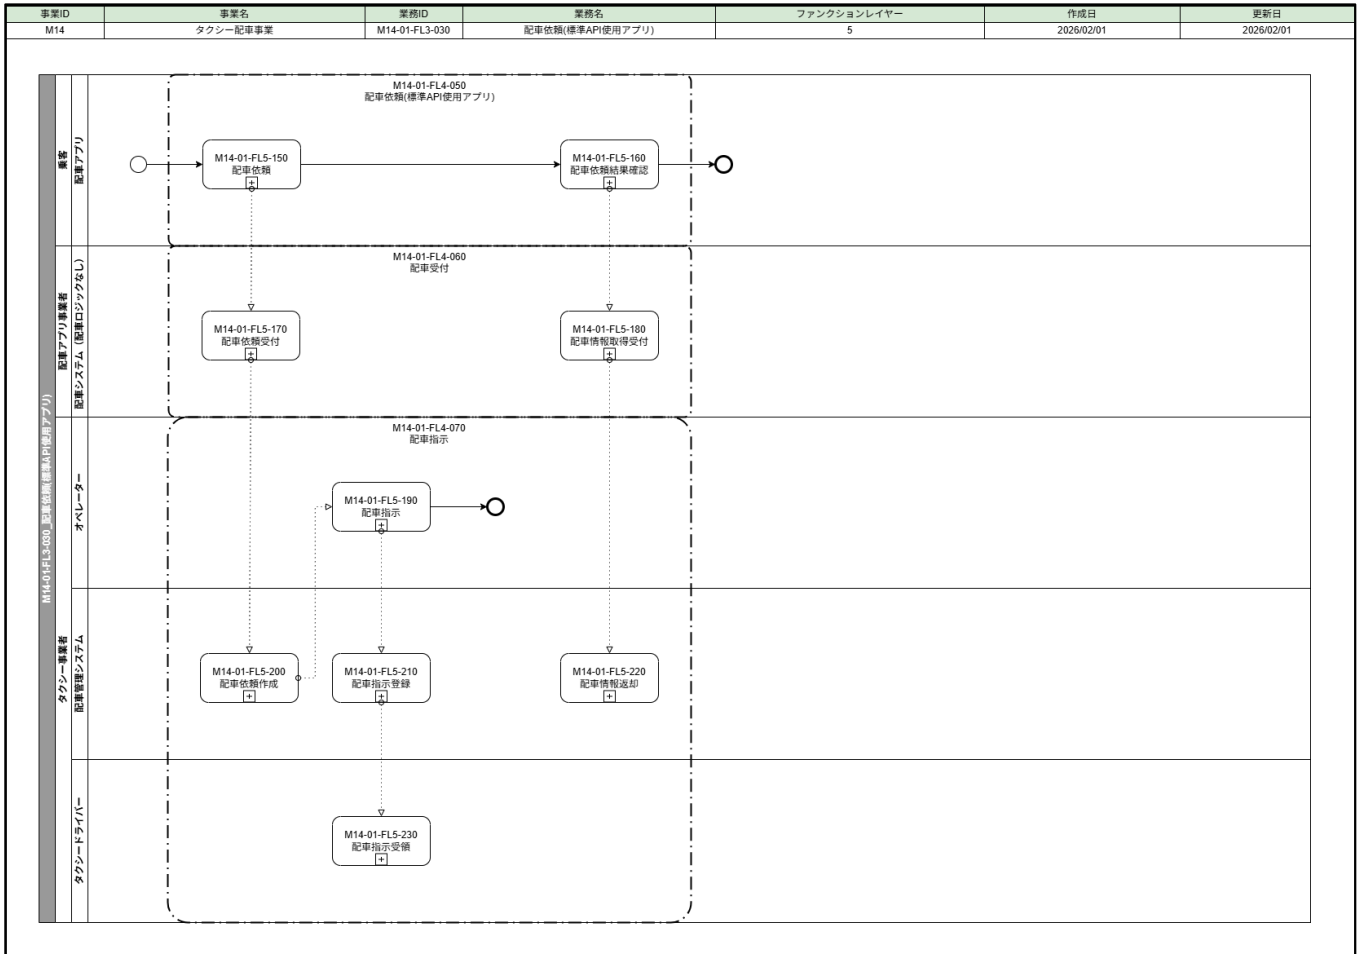 事業ID 事業名 業務ID 業務名 ファンクションレイヤー 作成日 更新日
M14 タクシー配車事業 M14-01-FL3-030 配車依頼(標準API使用アプリ) 5 2026/02/01 2026/02/01
M14-01-FL3-030_配車依頼(標準API使用アプリ)
乗客
配車アプリ
M14-01-FL4-050
配車依頼(標準API使用アプリ)
M14-01-FL5-150
配車依頼
M14-01-FL5-160
配車依頼結果確認
配車アプリ事業者
配車システム（配車ロジックなし）
M14-01-FL4-060
配車受付
M14-01-FL5-170
配車依頼受付
M14-01-FL5-180
配車情報取得受付
タクシー事業者
オペレーター
M14-01-FL4-070
配車指示
M14-01-FL5-190
配車指示
配車管理システム
M14-01-FL5-200
配車依頼作成
M14-01-FL5-210
配車指示登録
M14-01-FL5-220
配車情報返却
タクシードライバー
M14-01-FL5-230
配車指示受領